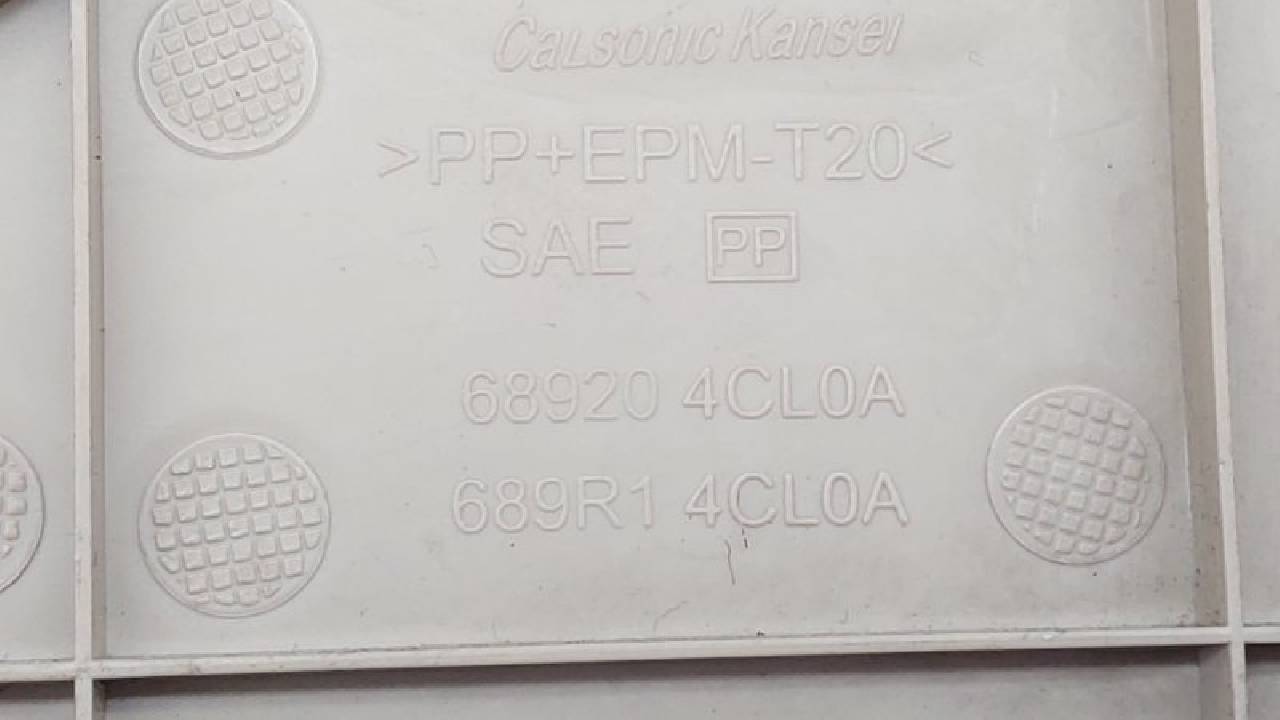 Calsonic Kansei
>PP+EPM-T20<
SAE PP
68920 4CL0A
689R1 4CL0A